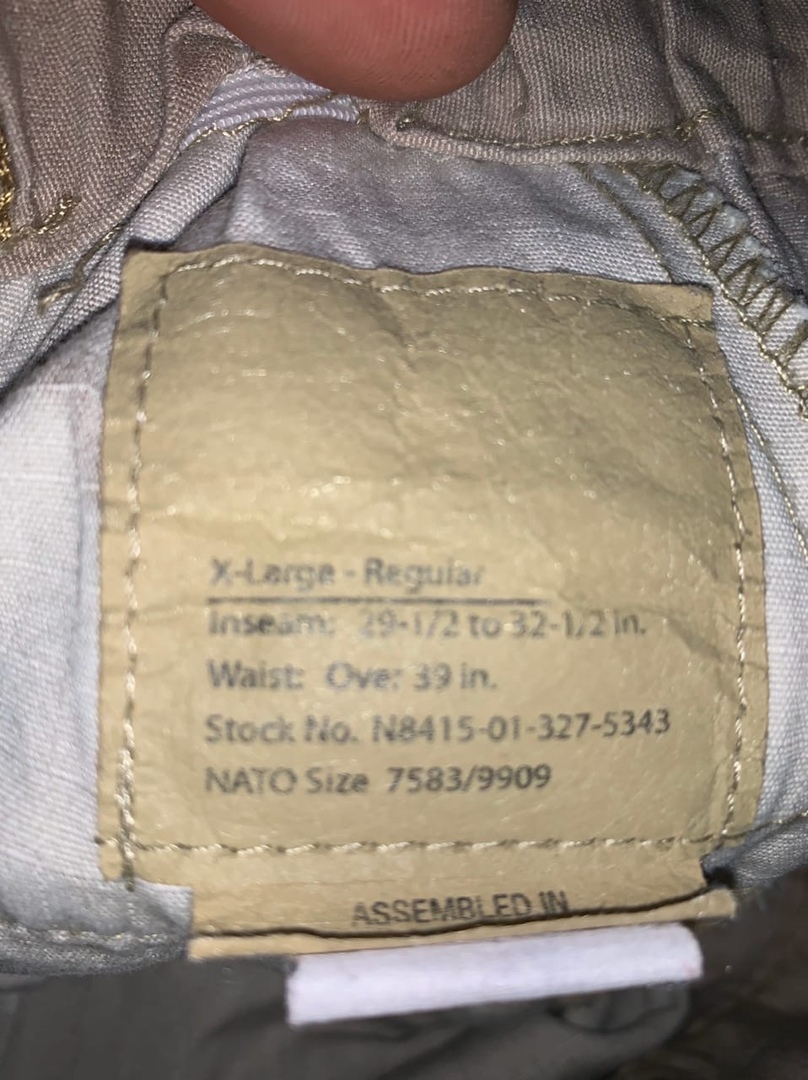 X-Large - Regular
Inseam: 29-1/2 to 32-1/2 in.
Waist: Over 39 in.
Stock No. N8415-01-327-5343
NATO Size 7583/9909
ASSEMBLED IN